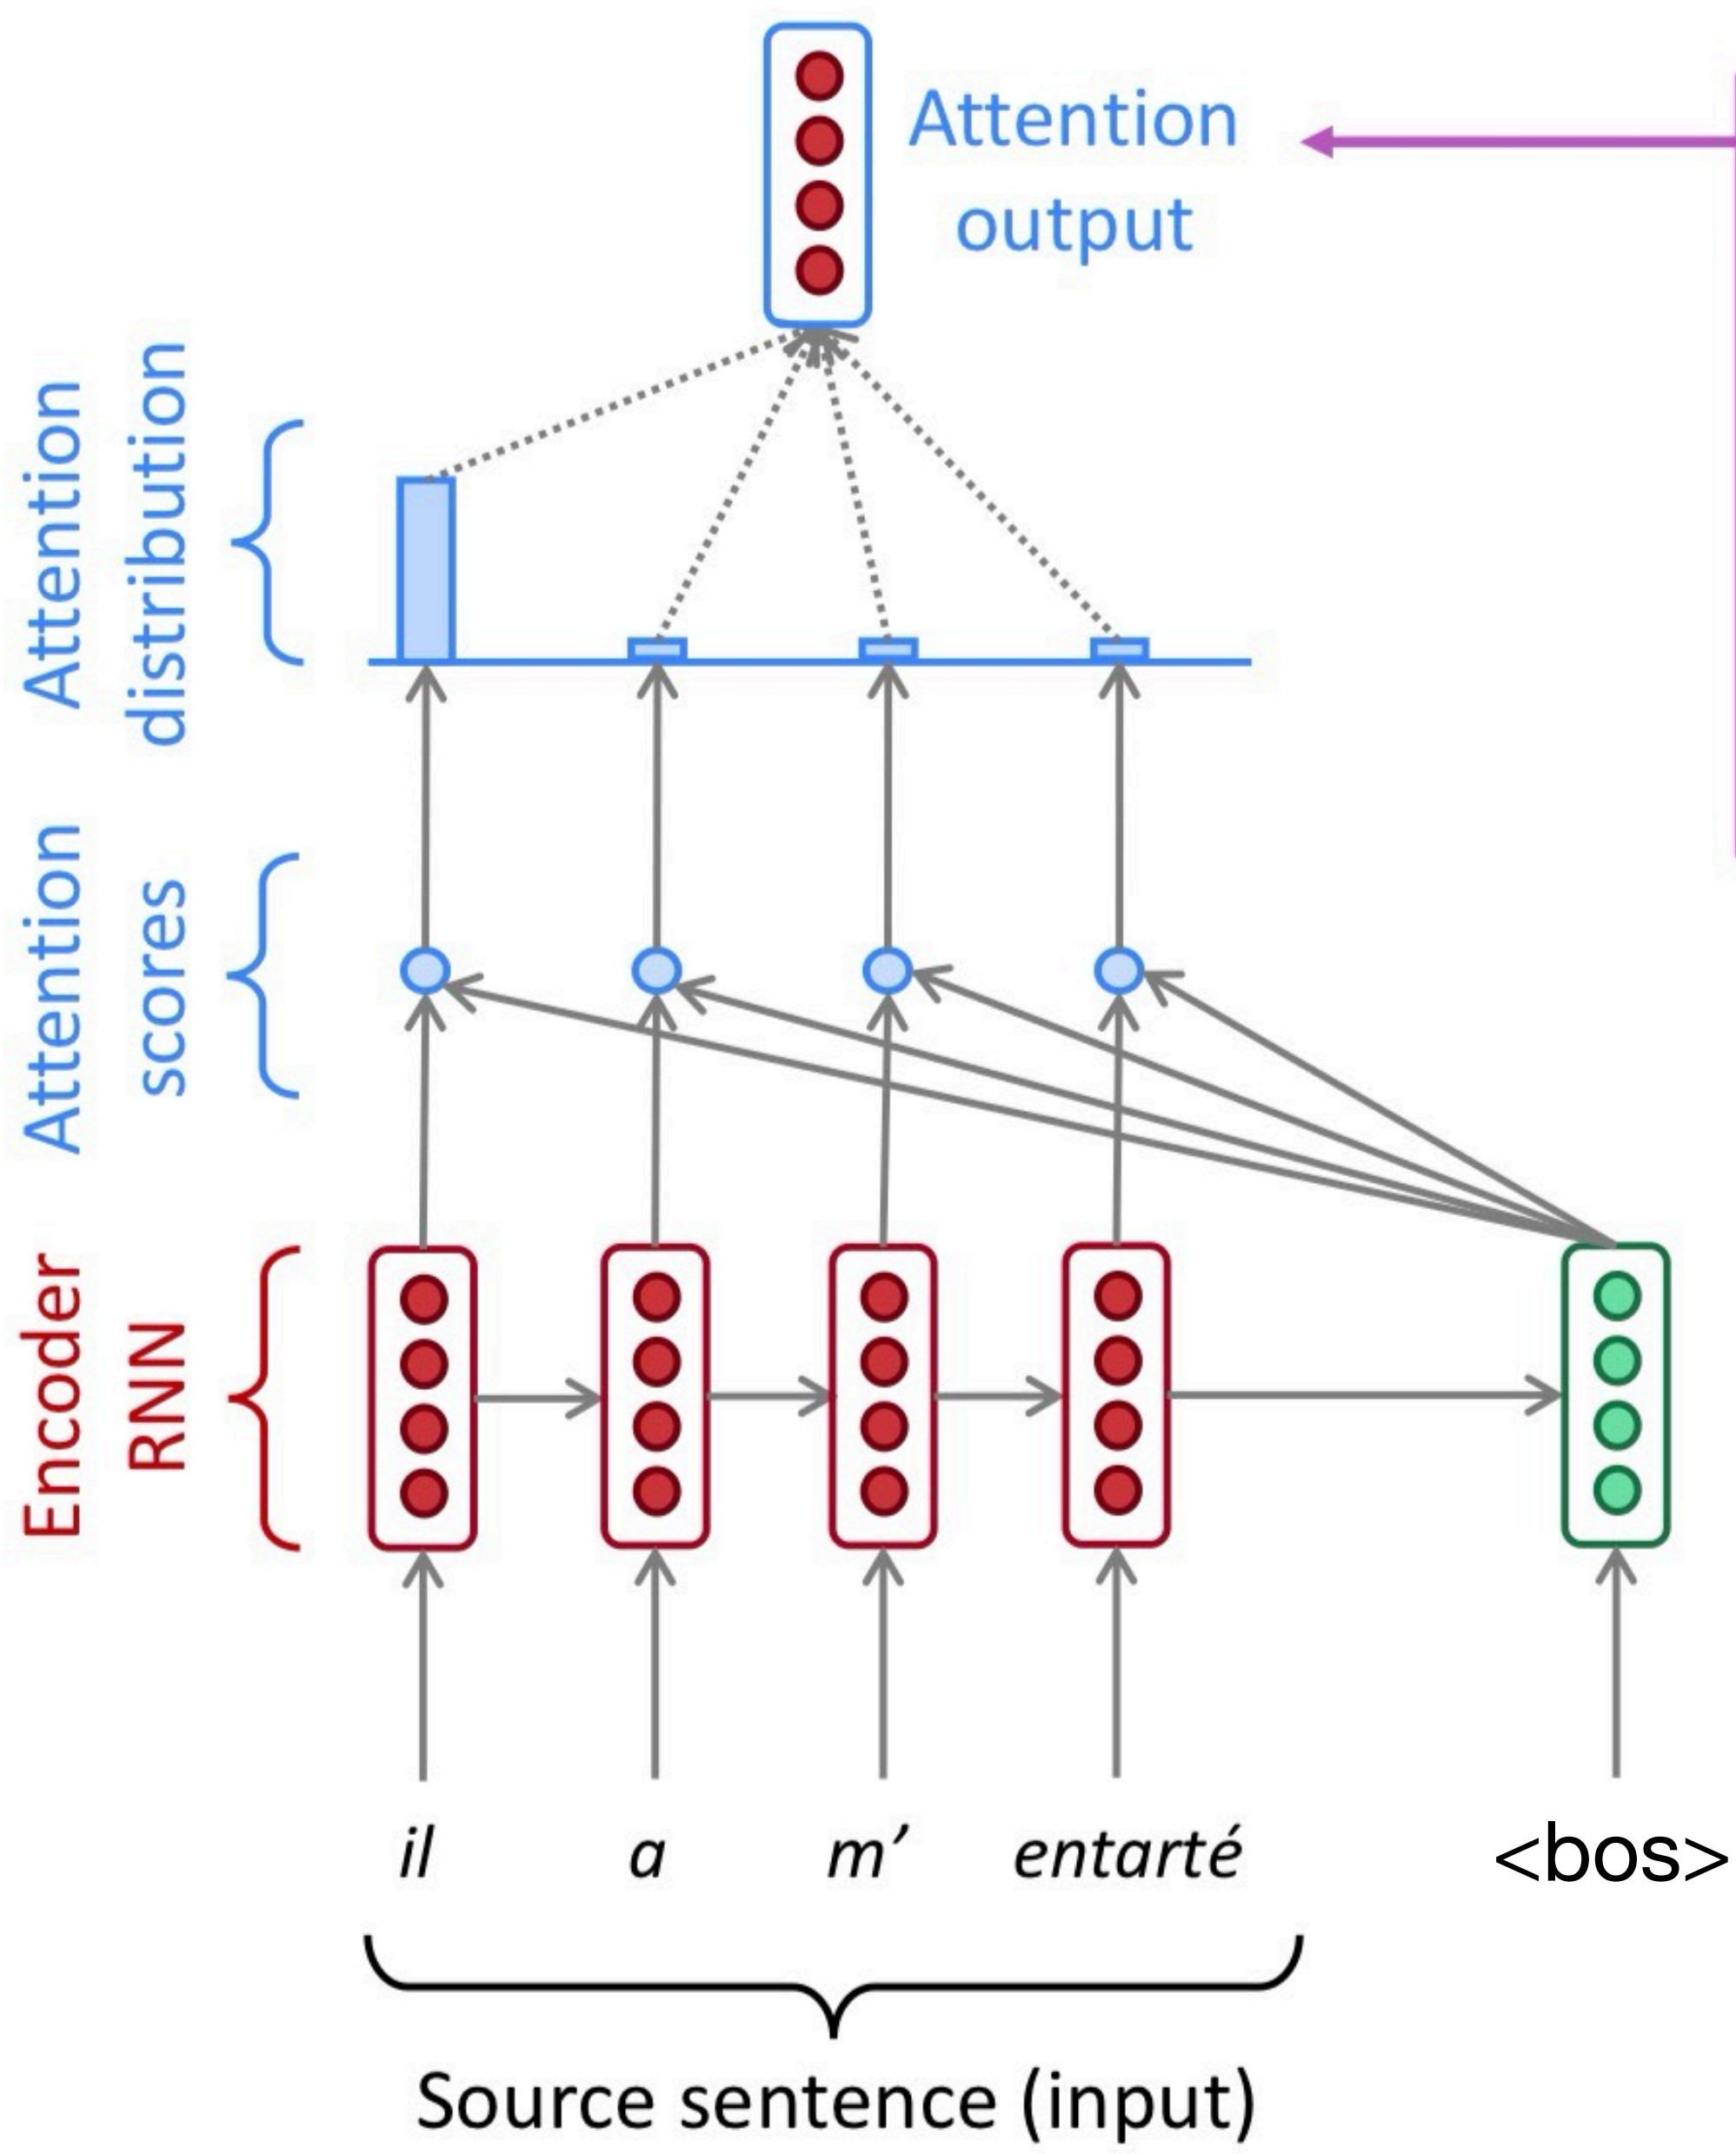 Attention
output
Attention
distribution
Attention
scores
Encoder
RNN
il a m’ entarté <bos>
Source sentence (input)